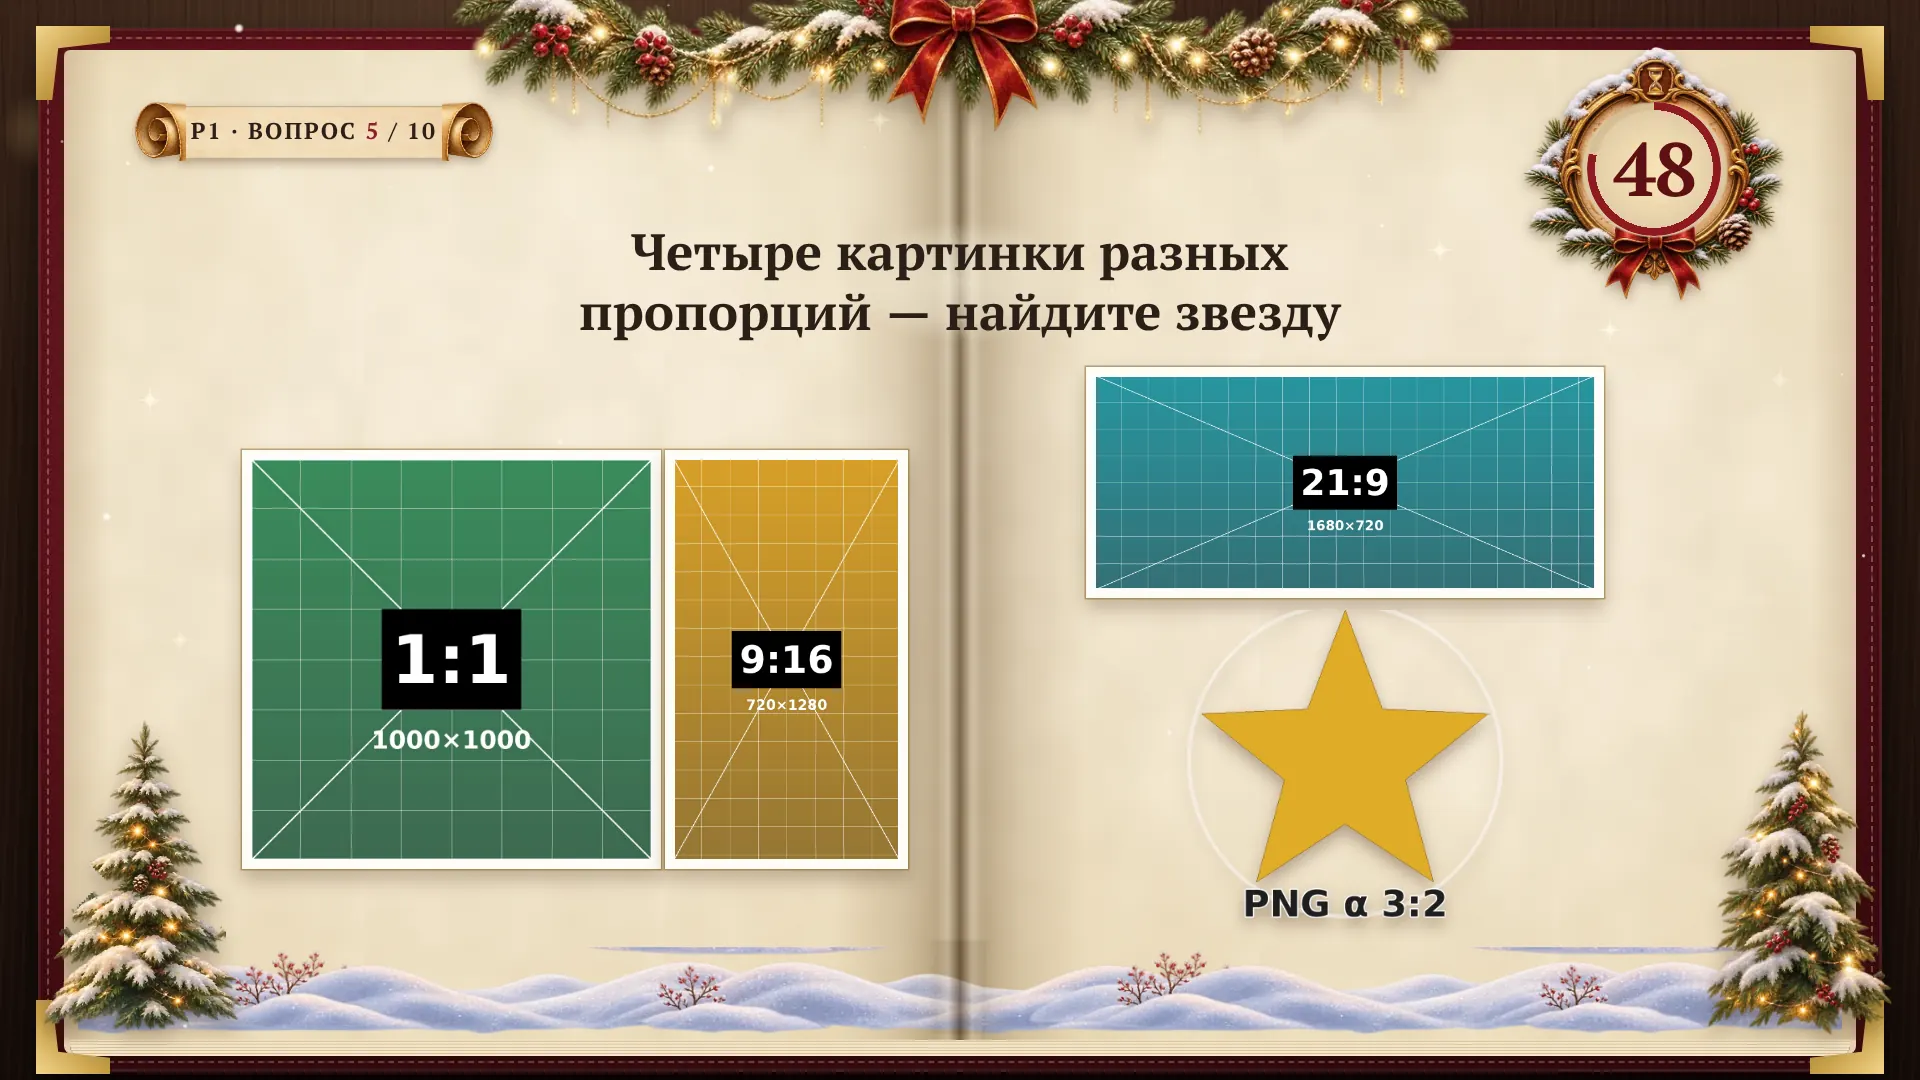 Р1 · ВОПРОС 5 / 10
48
Четыре картинки разных
пропорций — найдите звезду
1:1
1000×1000
9:16
720×1280
21:9
1680×720
PNG α 3:2